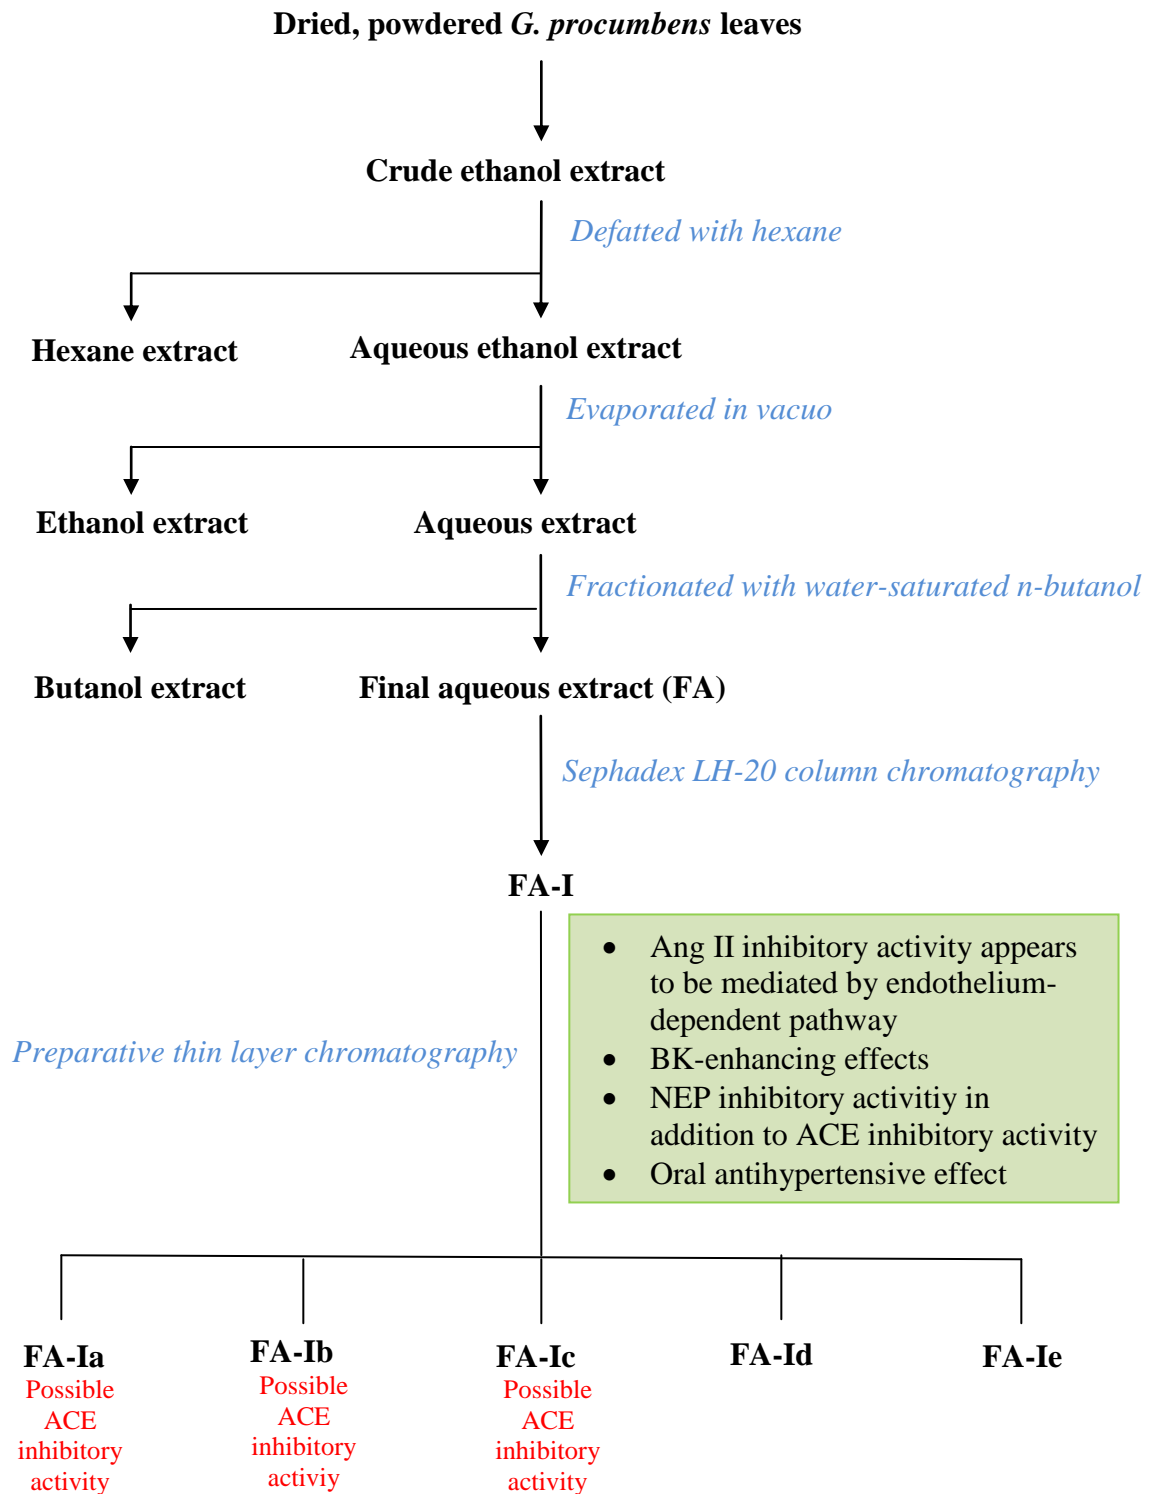 Dried, powdered G. procumbens leaves
Crude ethanol extract
Defatted with hexane
Hexane extract
Aqueous ethanol extract
Evaporated in vacuo
Ethanol extract
Aqueous extract
Fractionated with water-saturated n-butanol
Butanol extract
Final aqueous extract (FA)
Sephadex LH-20 column chromatography
FA-I
• Ang II inhibitory activity appears
to be mediated by endothelium-
dependent pathway
• BK-enhancing effects
• NEP inhibitory activitiy in
addition to ACE inhibitory activity
• Oral antihypertensive effect
Preparative thin layer chromatography
FA-Ia
Possible
ACE
inhibitory
activity
FA-Ib
Possible
ACE
inhibitory
activiy
FA-Ic
Possible
ACE
inhibitory
activity
FA-Id
FA-Ie